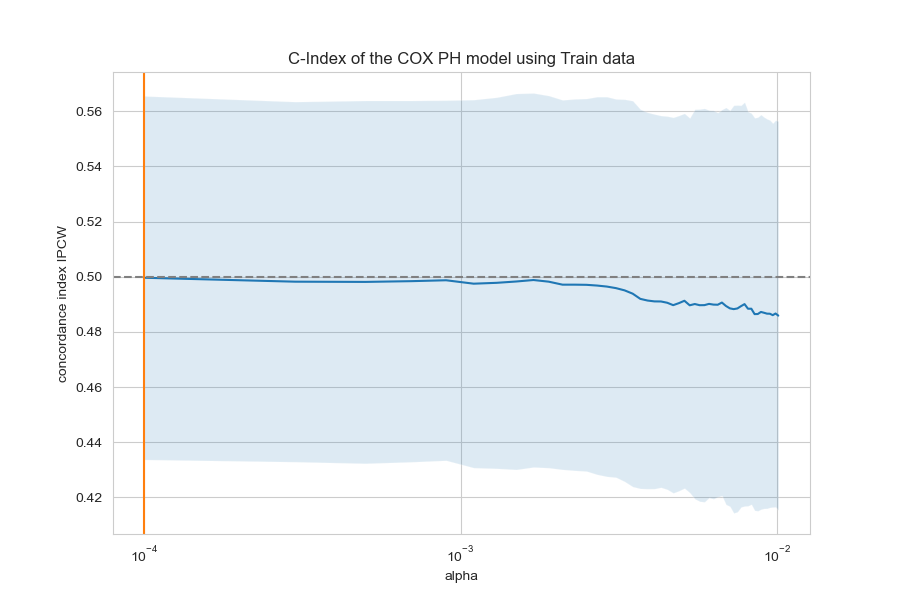 C-Index of the COX PH model using Train data
concordance index IPCW
0.56
0.54
0.52
0.50
0.48
0.46
0.44
0.42
10⁻⁴ 10⁻³ 10⁻²
alpha